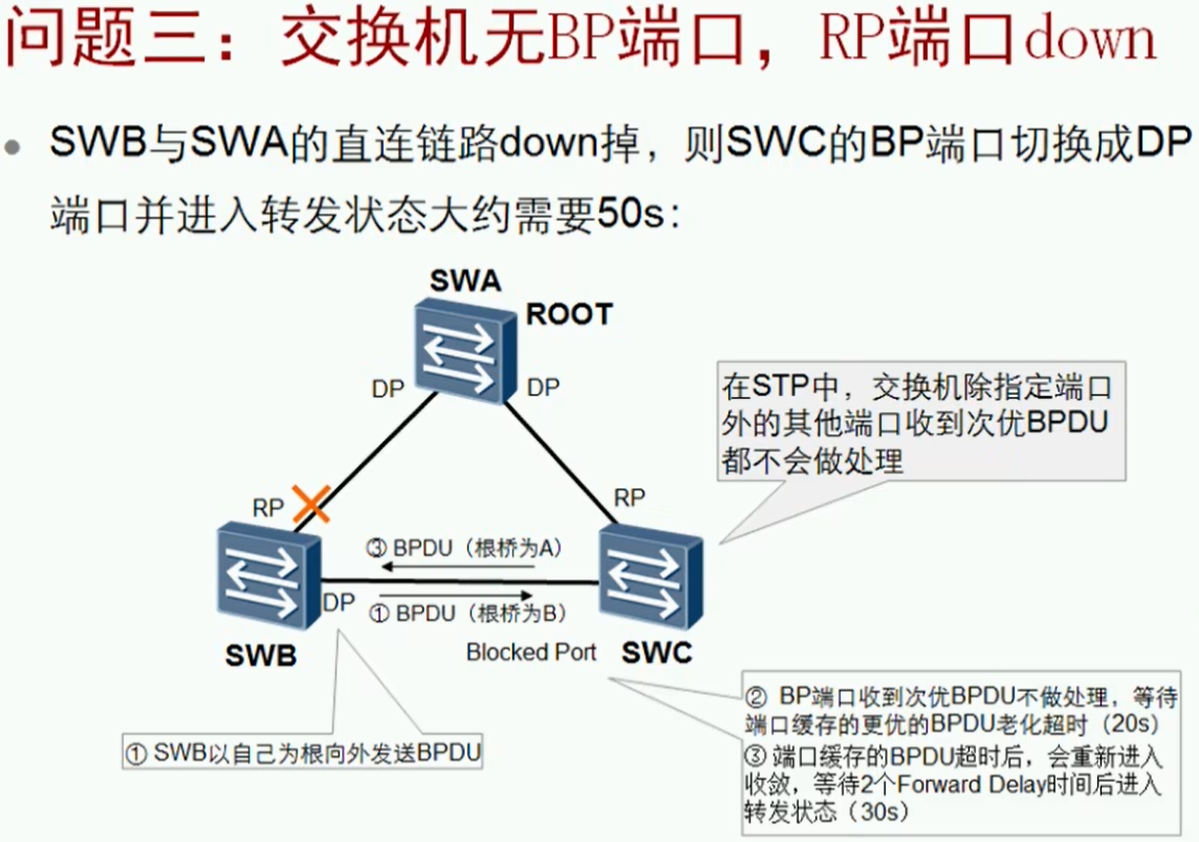 问题三：交换机无BP端口，RP端口down
• SWB与SWA的直连链路down掉，则SWC的BP端口切换成DP
端口并进入转发状态大约需要50s：
SWA
ROOT
DP
DP
在STP中，交换机除指定端口
外的其他端口收到次优BPDU
都不会做处理
RP
RP
③ BPDU（根桥为A）
DP
① BPDU（根桥为B）
SWB
Blocked Port
SWC
① SWB以自己为根向外发送BPDU
② BP端口收到次优BPDU不做处理，等待
端口缓存的更优的BPDU老化超时（20s）
③ 端口缓存的BPDU超时后，会重新进入
收敛，等待2个Forward Delay时间后进入
转发状态（30s）